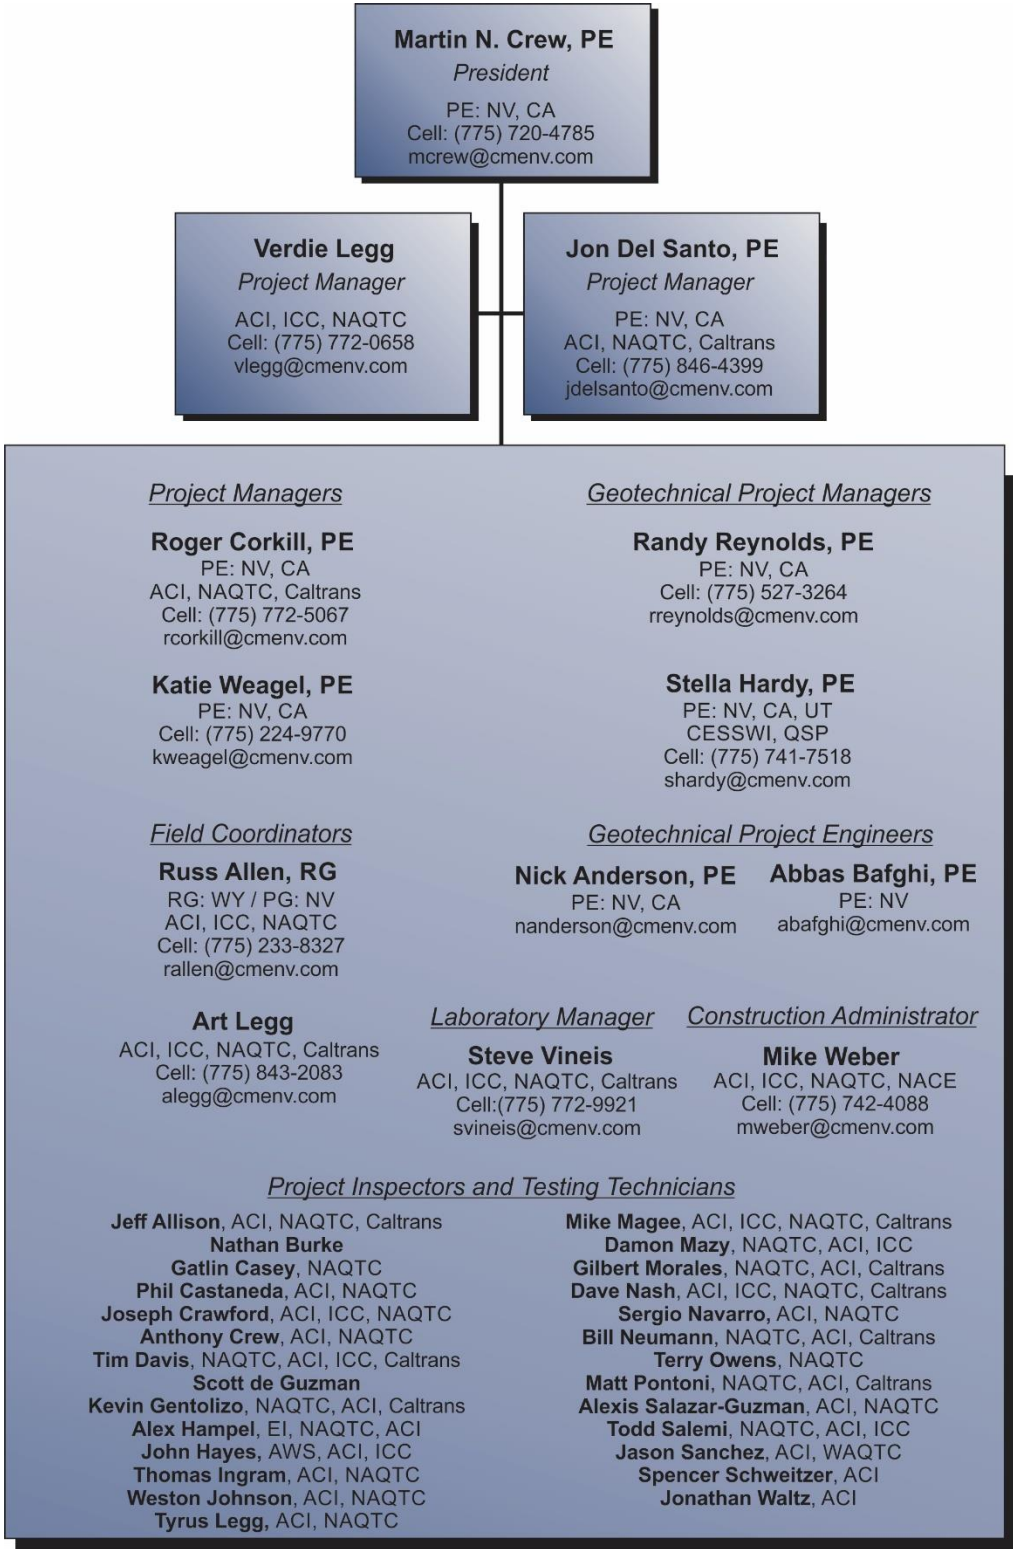 Martin N. Crew, PE
President
PE: NV, CA
Cell: (775) 720-4785
mcrew@cmenv.com
Verdie Legg
Project Manager
ACI, ICC, NAQTC
Cell: (775) 772-0658
vlegg@cmenv.com
Jon Del Santo, PE
Project Manager
PE: NV, CA
ACI, NAQTC, Caltrans
Cell: (775) 846-4399
jdelsanto@cmenv.com
Project Managers
Roger Corkill, PE
PE: NV, CA
ACI, NAQTC, Caltrans
Cell: (775) 772-5067
rcorkill@cmenv.com
Katie Weagel, PE
PE: NV, CA
Cell: (775) 224-9770
kweagel@cmenv.com
Geotechnical Project Managers
Randy Reynolds, PE
PE: NV, CA
Cell: (775) 527-3264
rreynolds@cmenv.com
Stella Hardy, PE
PE: NV, CA, UT
CESSWI, QSP
Cell: (775) 741-7518
shardy@cmenv.com
Field Coordinators
Russ Allen, RG
RG: WY / PG: NV
ACI, ICC, NAQTC
Cell: (775) 233-8327
rallen@cmenv.com
Art Legg
ACI, ICC, NAQTC, Caltrans
Cell: (775) 843-2083
alegg@cmenv.com
Geotechnical Project Engineers
Nick Anderson, PE
PE: NV, CA
nanderson@cmenv.com
Abbas Bafghi, PE
PE: NV
abafghi@cmenv.com
Laboratory Manager
Steve Vineis
ACI, ICC, NAQTC, Caltrans
Cell:(775) 772-9921
svineis@cmenv.com
Construction Administrator
Mike Weber
ACI, ICC, NAQTC, NACE
Cell: (775) 742-4088
mweber@cmenv.com
Project Inspectors and Testing Technicians
Jeff Allison, ACI, NAQTC, Caltrans
Nathan Burke
Gatlin Casey, NAQTC
Phil Castaneda, ACI, NAQTC
Joseph Crawford, ACI, ICC, NAQTC
Anthony Crew, ACI, NAQTC
Tim Davis, NAQTC, ACI, ICC, Caltrans
Scott de Guzman
Kevin Gentolizo, NAQTC, ACI, Caltrans
Alex Hampel, EI, NAQTC, ACI
John Hayes, AWS, ACI, ICC
Thomas Ingram, ACI, NAQTC
Weston Johnson, ACI, NAQTC
Tyrus Legg, ACI, NAQTC
Mike Magee, ACI, ICC, NAQTC, Caltrans
Damon Mazy, NAQTC, ACI, ICC
Gilbert Morales, NAQTC, ACI, Caltrans
Dave Nash, ACI, ICC, NAQTC, Caltrans
Sergio Navarro, ACI, NAQTC
Bill Neumann, NAQTC, ACI, Caltrans
Terry Owens, NAQTC
Matt Pontoni, NAQTC, ACI, Caltrans
Alexis Salazar-Guzman, ACI, NAQTC
Todd Salemi, NAQTC, ACI, ICC
Jason Sanchez, ACI, WAQTC
Spencer Schweitzer, ACI
Jonathan Waltz, ACI